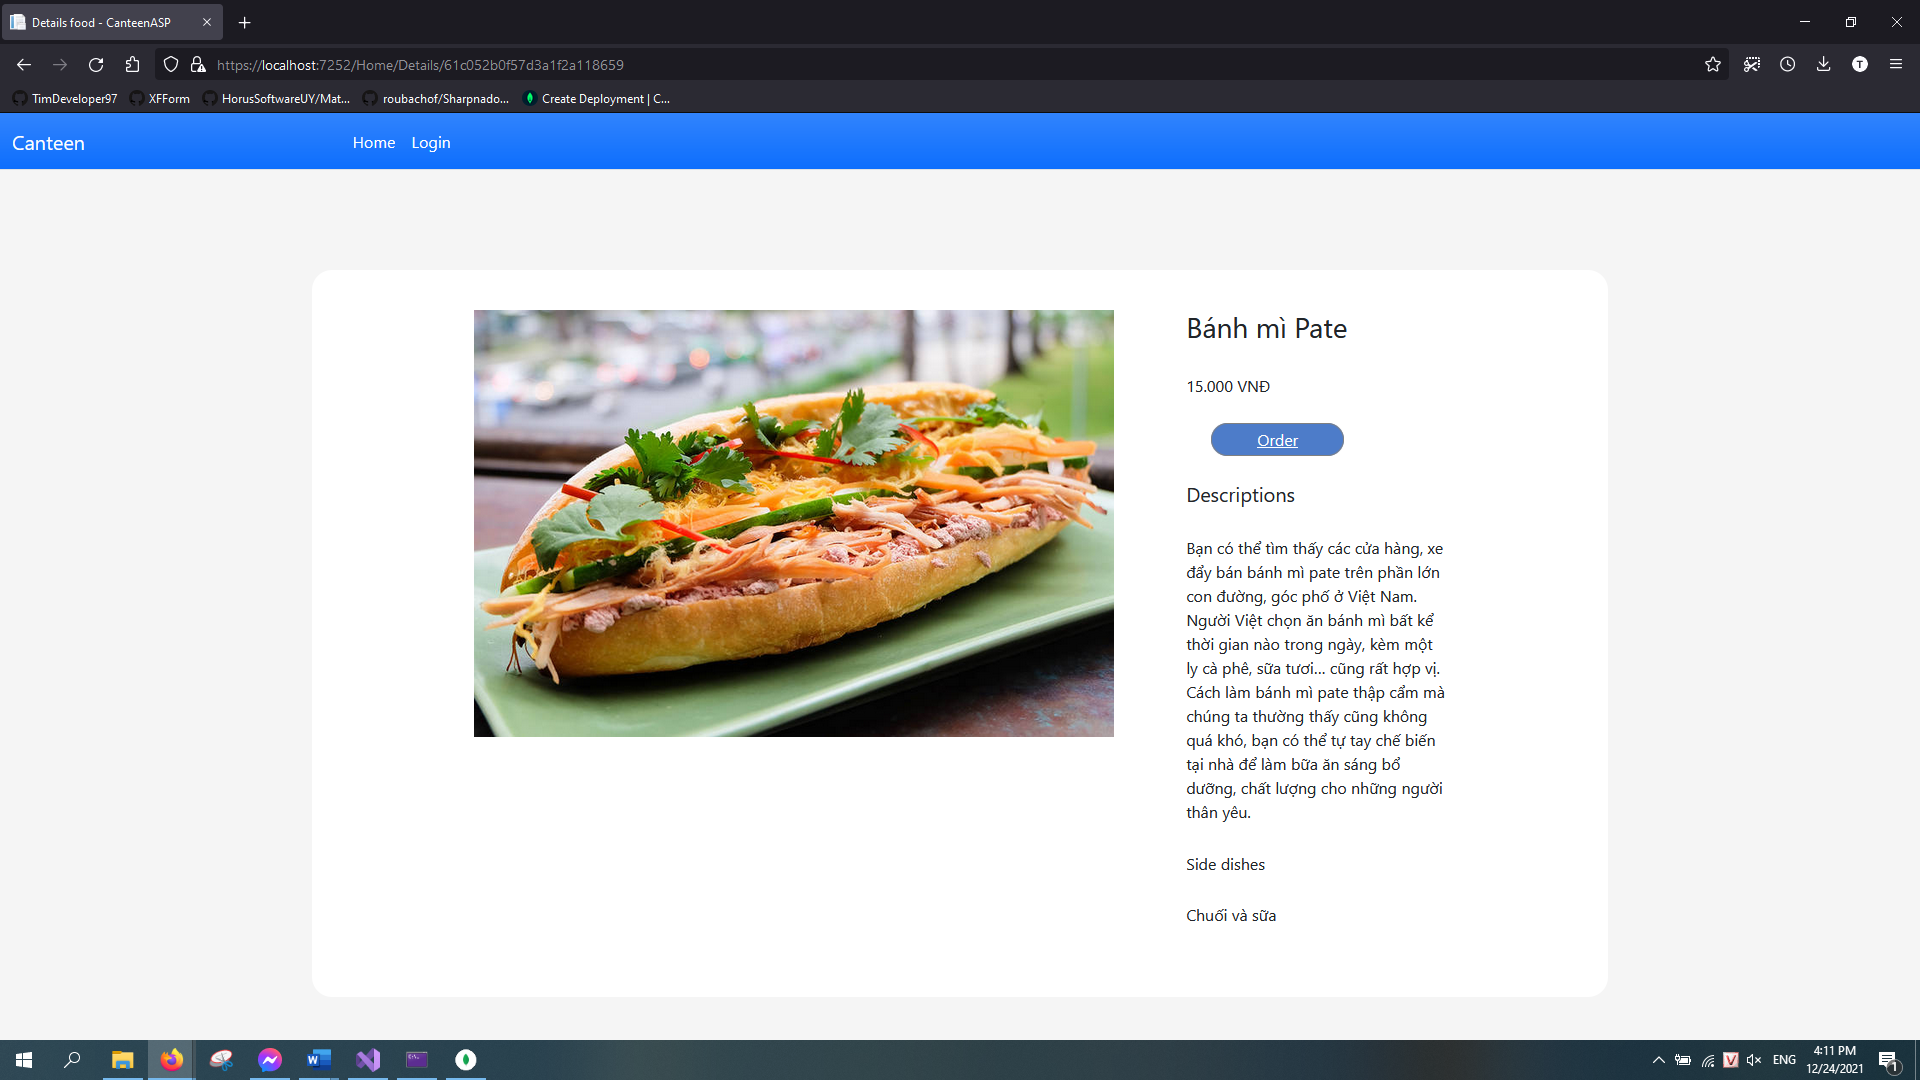 Details food - CanteenASP
https://localhost:7252/Home/Details/61c052b0f57d3a1f2a118659
T
TimDeveloper97
XFForm
HorusSoftwareUY/Mat...
roubachof/Sharpnado...
Create Deployment | C...
Canteen
Home
Login
Bánh mì Pate
15.000 VNĐ
Order
Descriptions
Bạn có thể tìm thấy các cửa hàng, xe
đẩy bán bánh mì pate trên phần lớn
con đường, góc phố ở Việt Nam.
Người Việt chọn ăn bánh mì bất kể
thời gian nào trong ngày, kèm một
ly cà phê, sữa tươi... cũng rất hợp vị.
Cách làm bánh mì pate thập cẩm mà
chúng ta thường thấy cũng không
quá khó, bạn có thể tự tay chế biến
tại nhà để làm bữa ăn sáng bổ
dưỡng, chất lượng cho những người
thân yêu.
Side dishes
Chuối và sữa
V
ENG
4:11 PM
12/24/2021
1